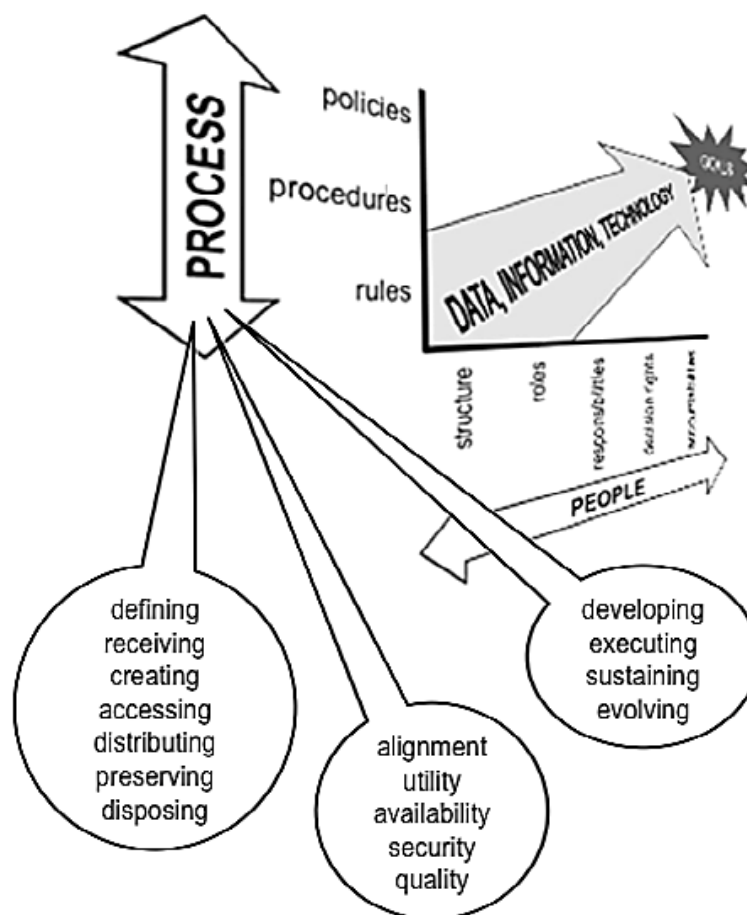 PROCESS
policies
procedures
rules
GOALS
DATA, INFORMATION, TECHNOLOGY
structure
roles
responsibilities
decision rights
PEOPLE
defining
receiving
creating
accessing
distributing
preserving
disposing
alignment
utility
availability
security
quality
developing
executing
sustaining
evolving